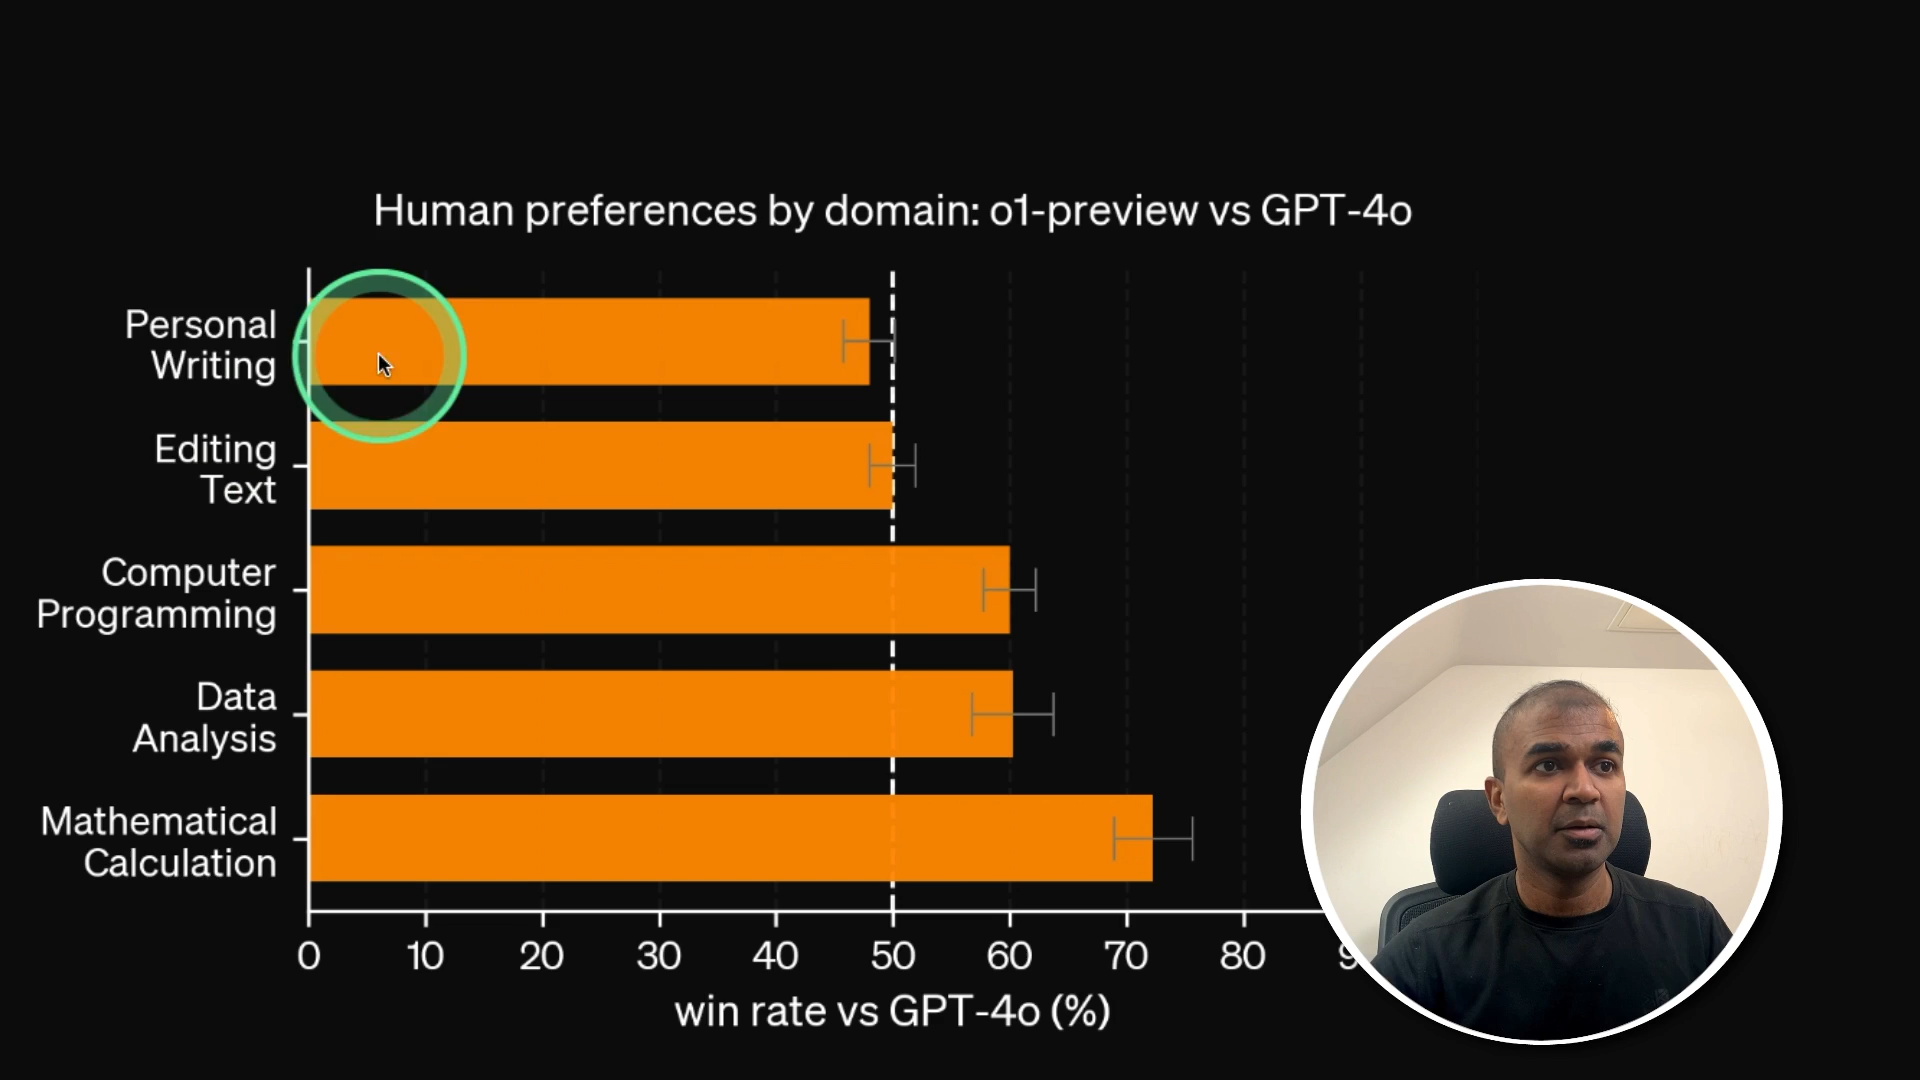 Human preferences by domain: o1-preview vs GPT-4o
Personal
Writing
Editing
Text
Computer
Programming
Data
Analysis
Mathematical
Calculation
0 10 20 30 40 50 60 70 80 9
win rate vs GPT-4o (%)